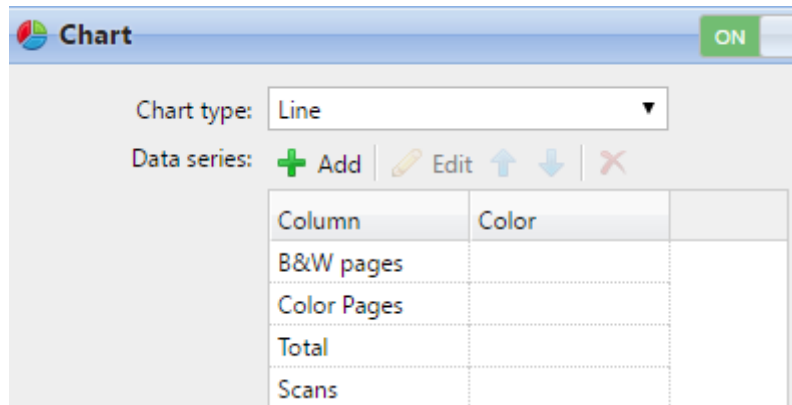 Chart ON
Chart type: Line
Data series: Add Edit
Column Color
B&W pages
Color Pages
Total
Scans